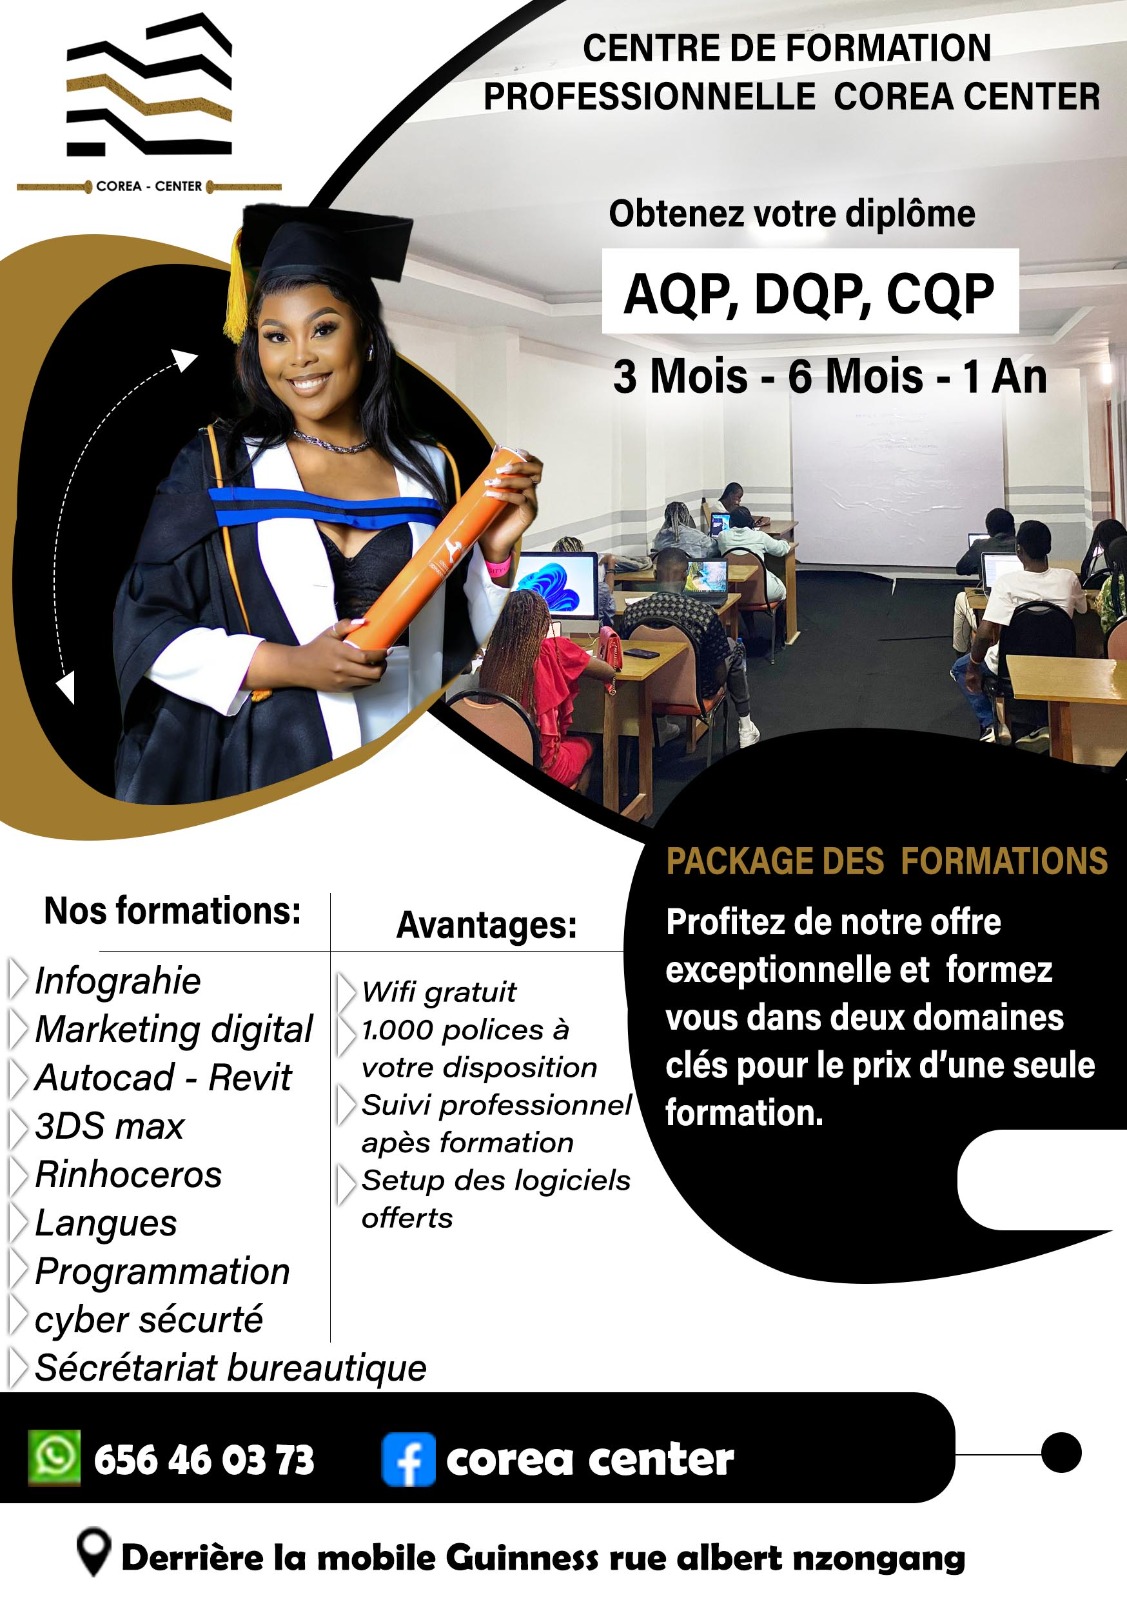 COREA - CENTER
CENTRE DE FORMATION
PROFESSIONNELLE COREA CENTER
Obtenez votre diplôme
AQP, DQP, CQP
3 Mois - 6 Mois - 1 An
PACKAGE DES FORMATIONS
Profitez de notre offre
exceptionnelle et formez
vous dans deux domaines
clés pour le prix d’une seule
formation.
Nos formations:
Infograhie
Marketing digital
Autocad - Revit
3DS max
Rinhoceros
Langues
Programmation
cyber sécurté
Sécrétariat bureautique
Avantages:
Wifi gratuit
1.000 polices à
votre disposition
Suivi professionnel
apès formation
Setup des logiciels
offerts
656 46 03 73
corea center
Derrière la mobile Guinness rue albert nzongang